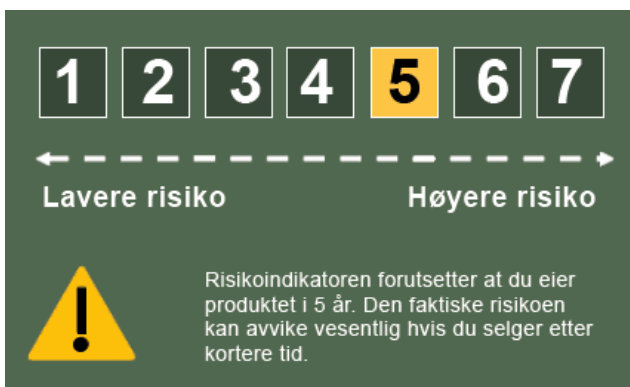 1 2 3 4 5 6 7
Lavere risiko Høyere risiko
!
Risikoindikatoren forutsetter at du eier
produktet i 5 år. Den faktiske risikoen
kan avvike vesentlig hvis du selger etter
kortere tid.